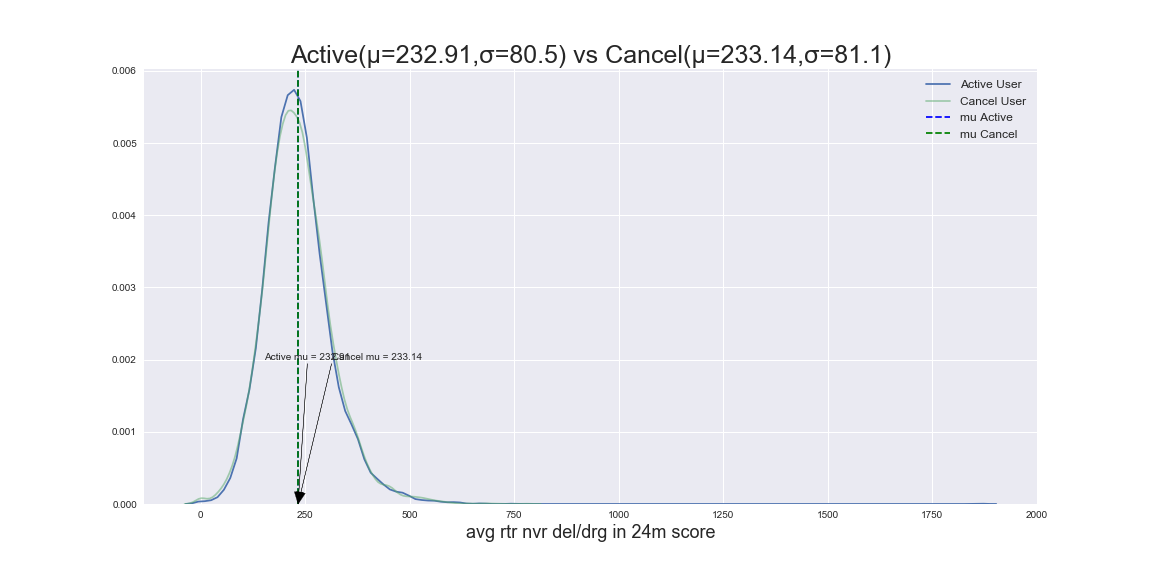 Active(μ=232.91,σ=80.5) vs Cancel(μ=233.14,σ=81.1)
0.006
0.005
0.004
0.003
0.002
0.001
0.000
Active User
Cancel User
mu Active
mu Cancel
Active mu = 232.91
Cancel mu = 233.14
0
250
500
750
1000
1250
1500
1750
2000
avg rtr nvr del/drg in 24m score